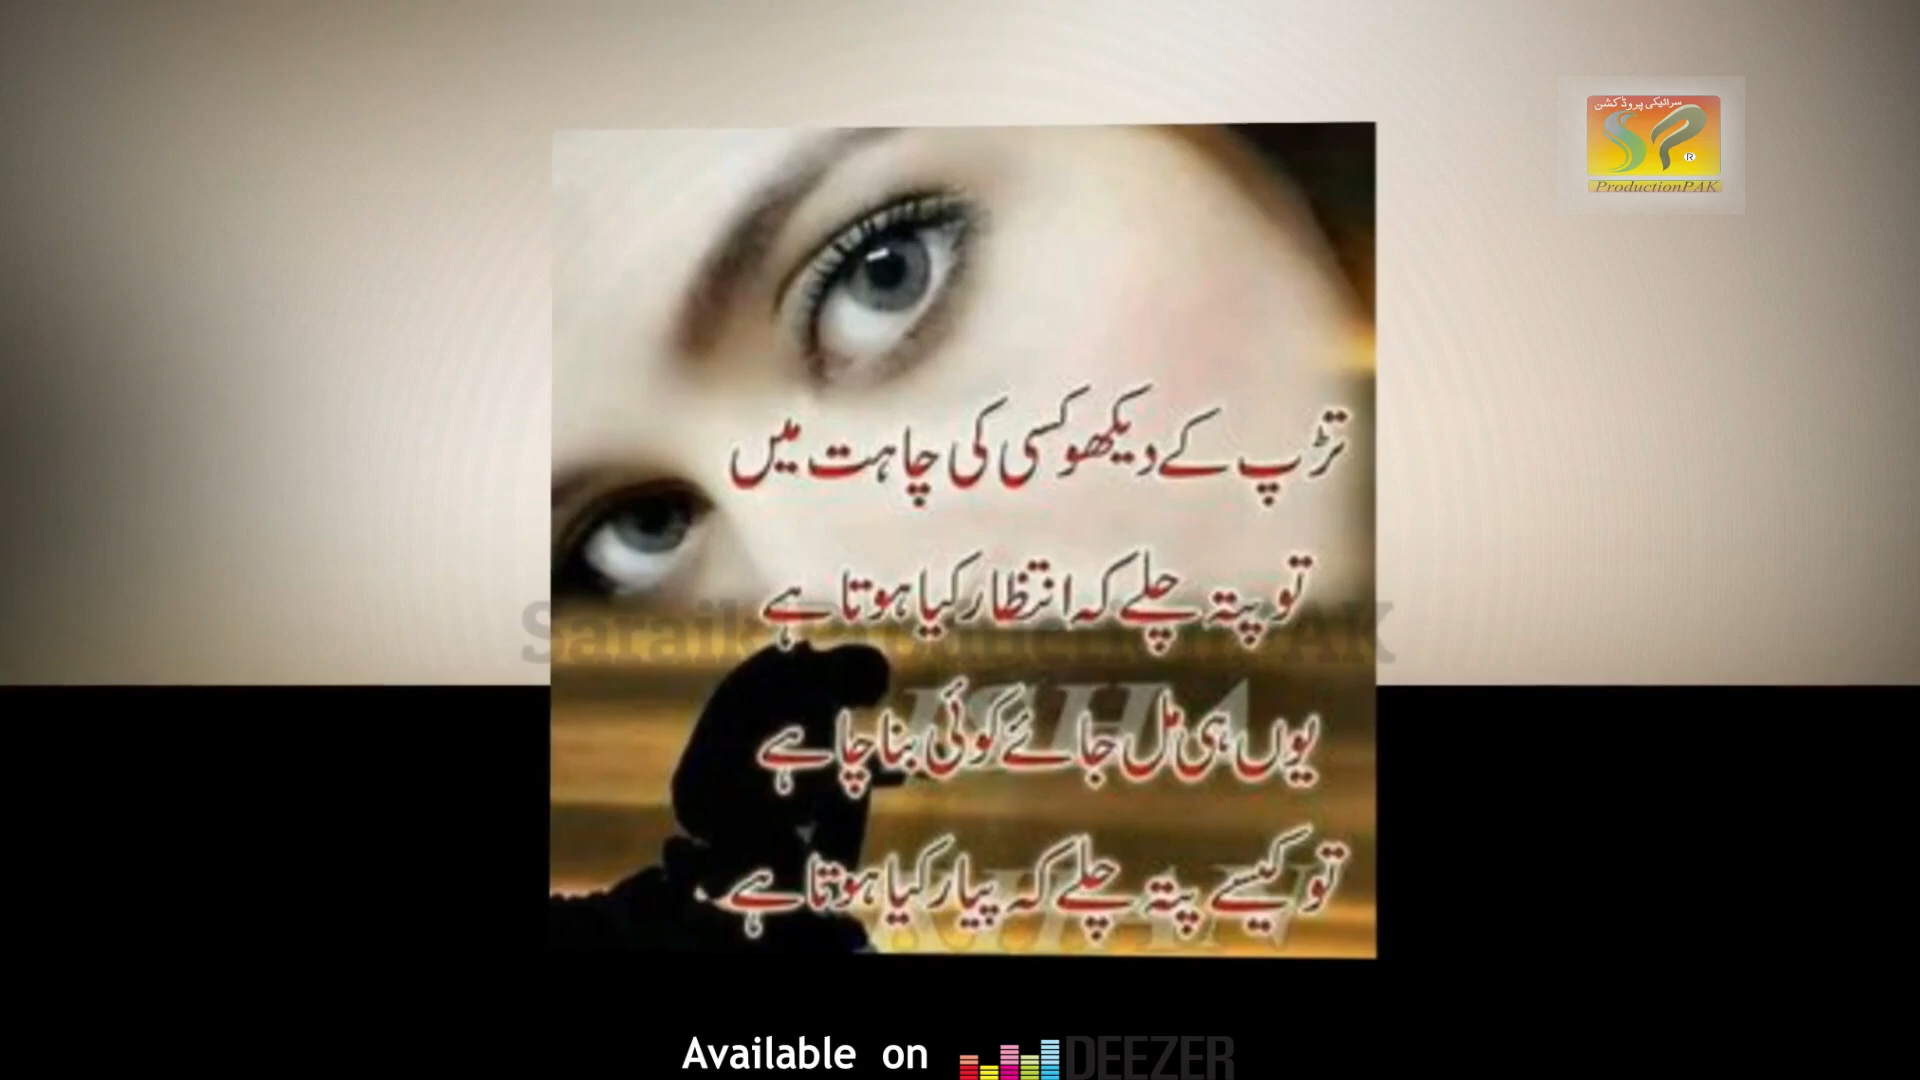 سرائیکی پروڈکشن
SP
®
ProductionPAK
تڑپ کے دیکھو کسی کی چاہت میں
تو پتہ چلے کہ انتظار کیا ہوتا ہے
یوں ہی مل جائے کوئی بنا چاہے
تو کیسے پتہ چلے کہ پیار کیا ہوتا ہے
Available on DEEZER